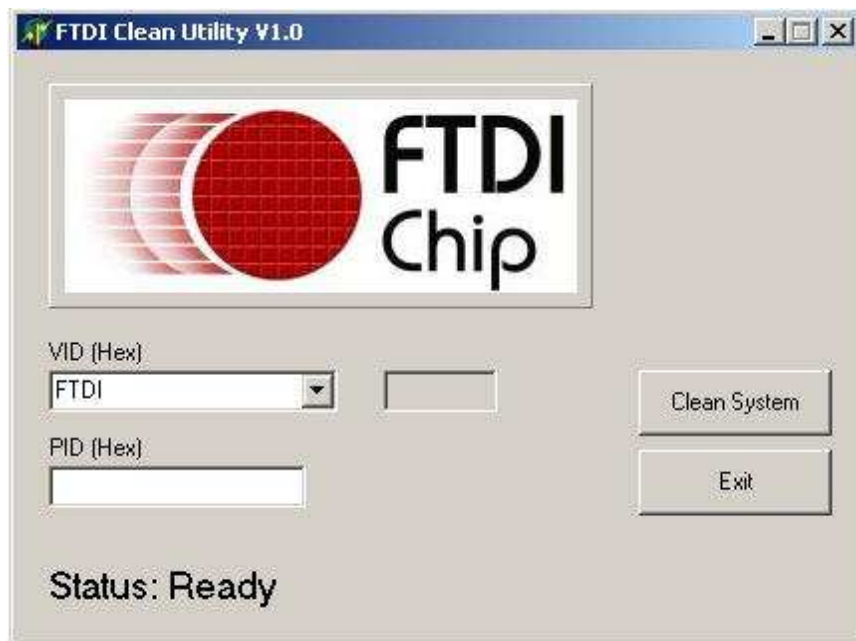 FTDI Clean Utility V1.0
FTDI
Chip
VID (Hex)
FTDI
Clean System
PID (Hex)
Exit
Status: Ready